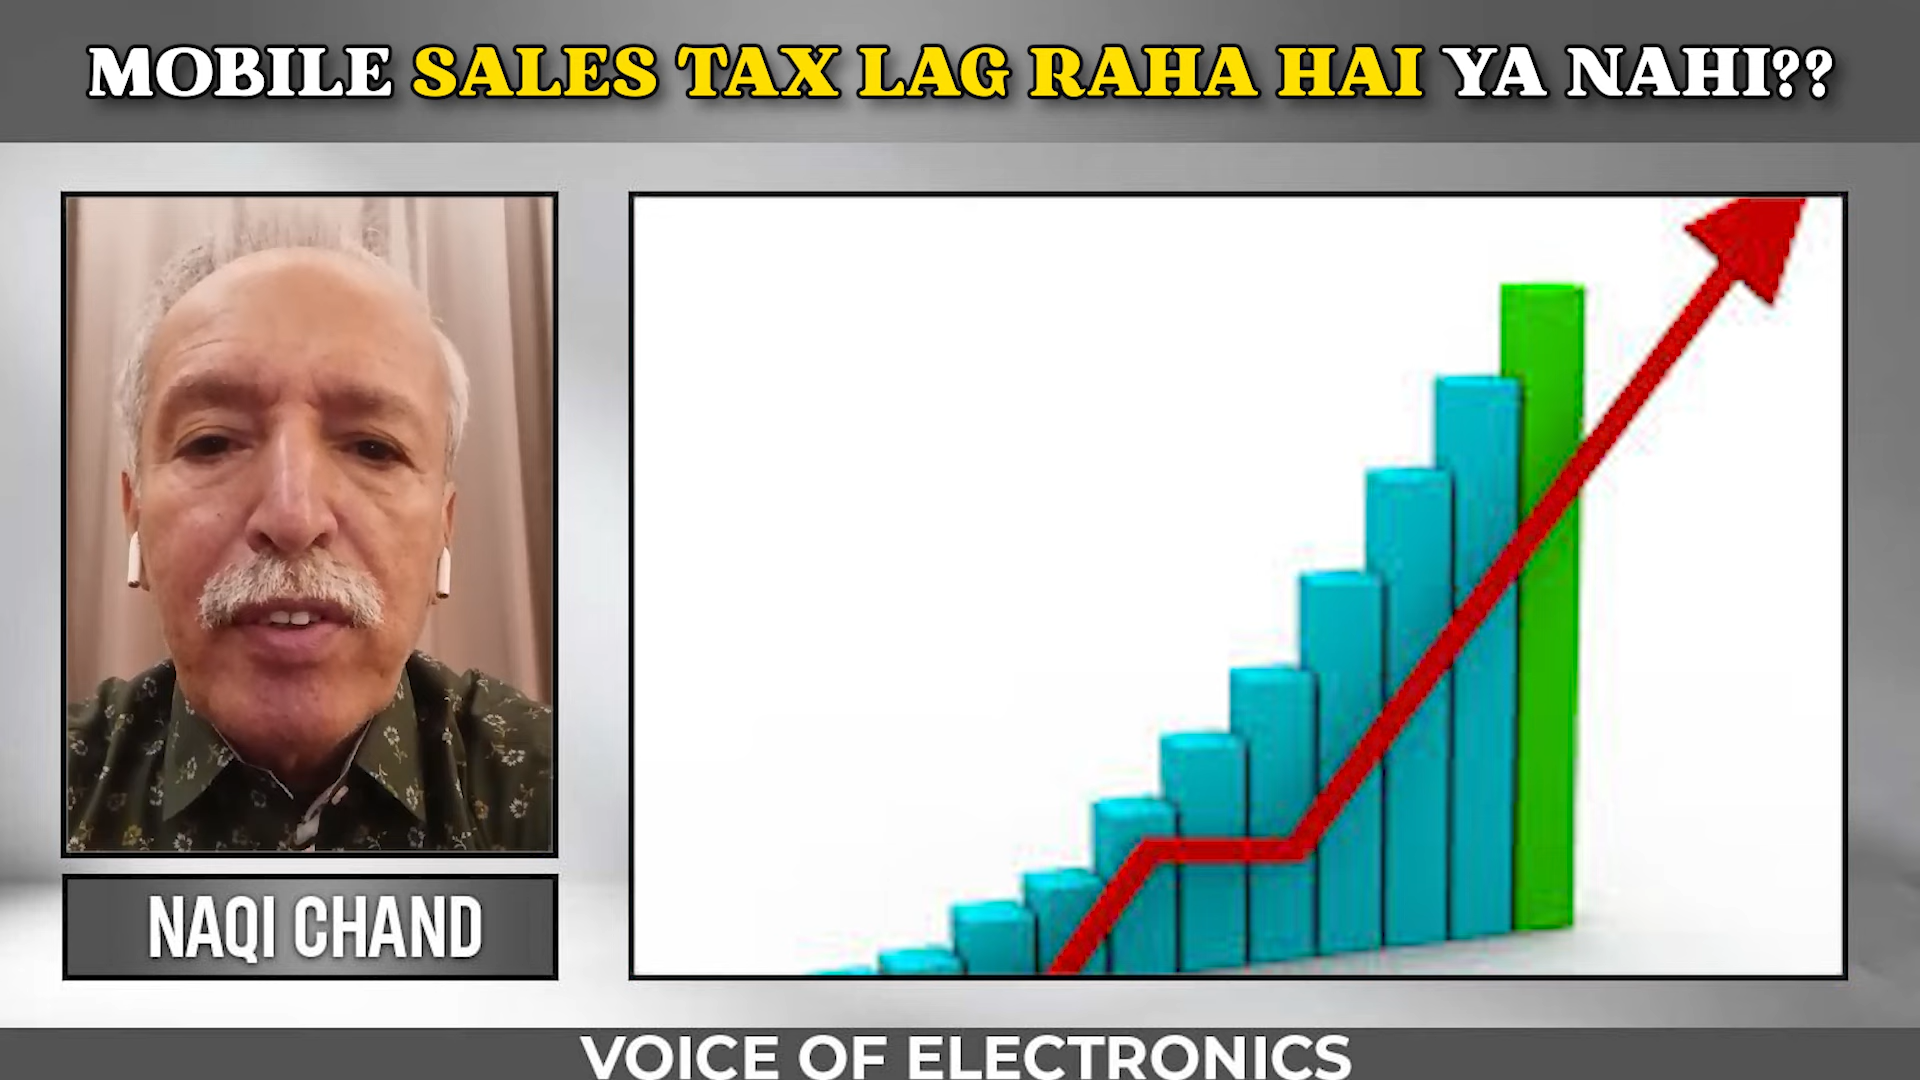 MOBILE SALES TAX LAG RAHA HAI YA NAHI??
NAQI CHAND
VOICE OF ELECTRONICS